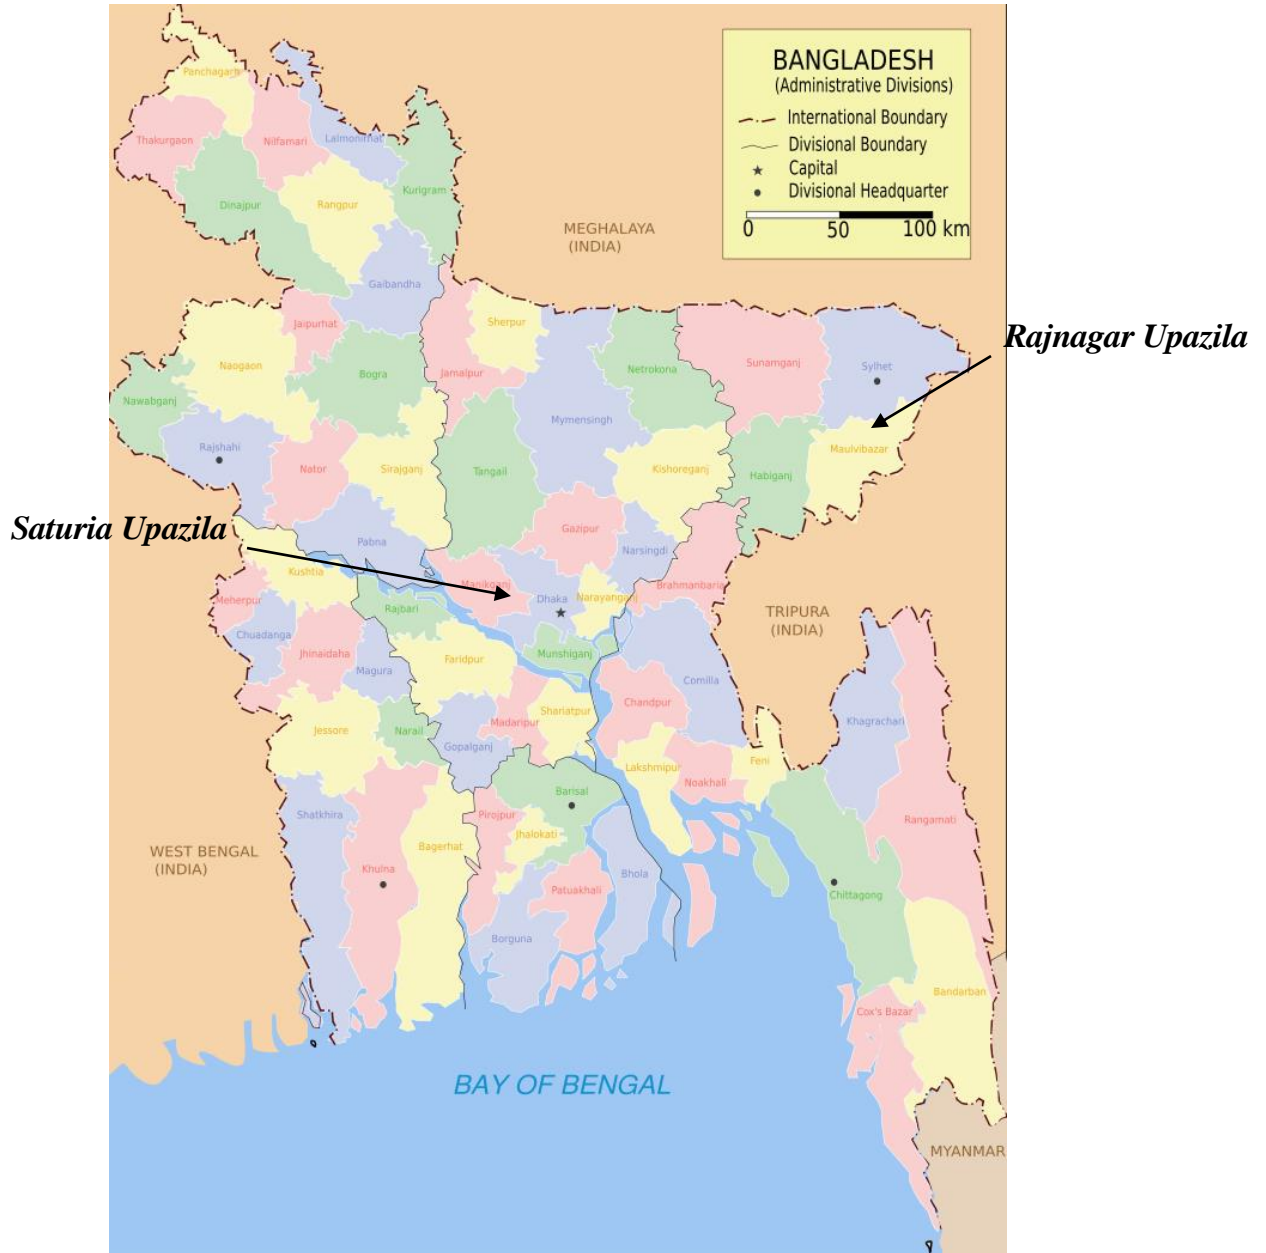 BANGLADESH
(Administrative Divisions)
International Boundary
Divisional Boundary
Capital
Divisional Headquarter
0 50 100 km
Panchagarh
Thakurgaon
Nilfamari
Lalmonirhat
Kurigram
Dinajpur
Rangpur
MEGHALAYA
(INDIA)
Gaibandha
Rajnagar Upazila
Jaipurhat
Sherpur
Naogaon
Bogra
Jamalpur
Netrokona
Sunamganj
Sylhet
Nawabganj
Mymensingh
Rajshahi
Nator
Sirajganj
Tangail
Kishoreganj
Habiganj
Maulvibazar
Saturia Upazila
Pabna
Gazipur
Narsingdi
Kushtia
Manikganj
Dhaka
Narayanganj
Brahmanbaria
Meherpur
Rajbari
TRIPURA
(INDIA)
Chuadanga
Jhinaidaha
Magura
Faridpur
Munshiganj
Comilla
Chandpur
Shariatpur
Madaripur
Khagrachari
Jessore
Narail
Gopalganj
Lakshmipur
Noakhali
Feni
Barisal
Shatkhira
Pirojpur
Jhalokati
Rangamati
WEST BENGAL
(INDIA)
Khulna
Bagerhat
Patuakhali
Bhola
Chittagong
Borguna
Bandarban
Cox's Bazar
BAY OF BENGAL
MYANMAR